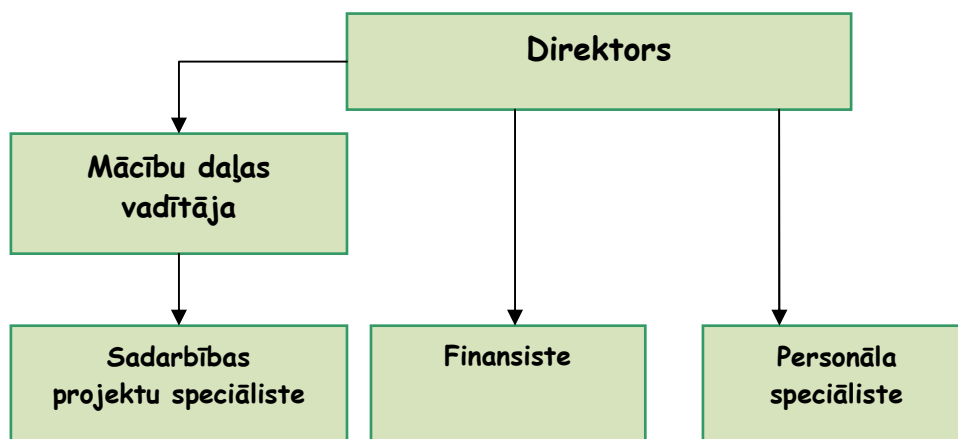 Direktors
Mācību daļas
vadītāja
Sadarbības
projektu speciāliste
Finansiste
Personāla
speciāliste